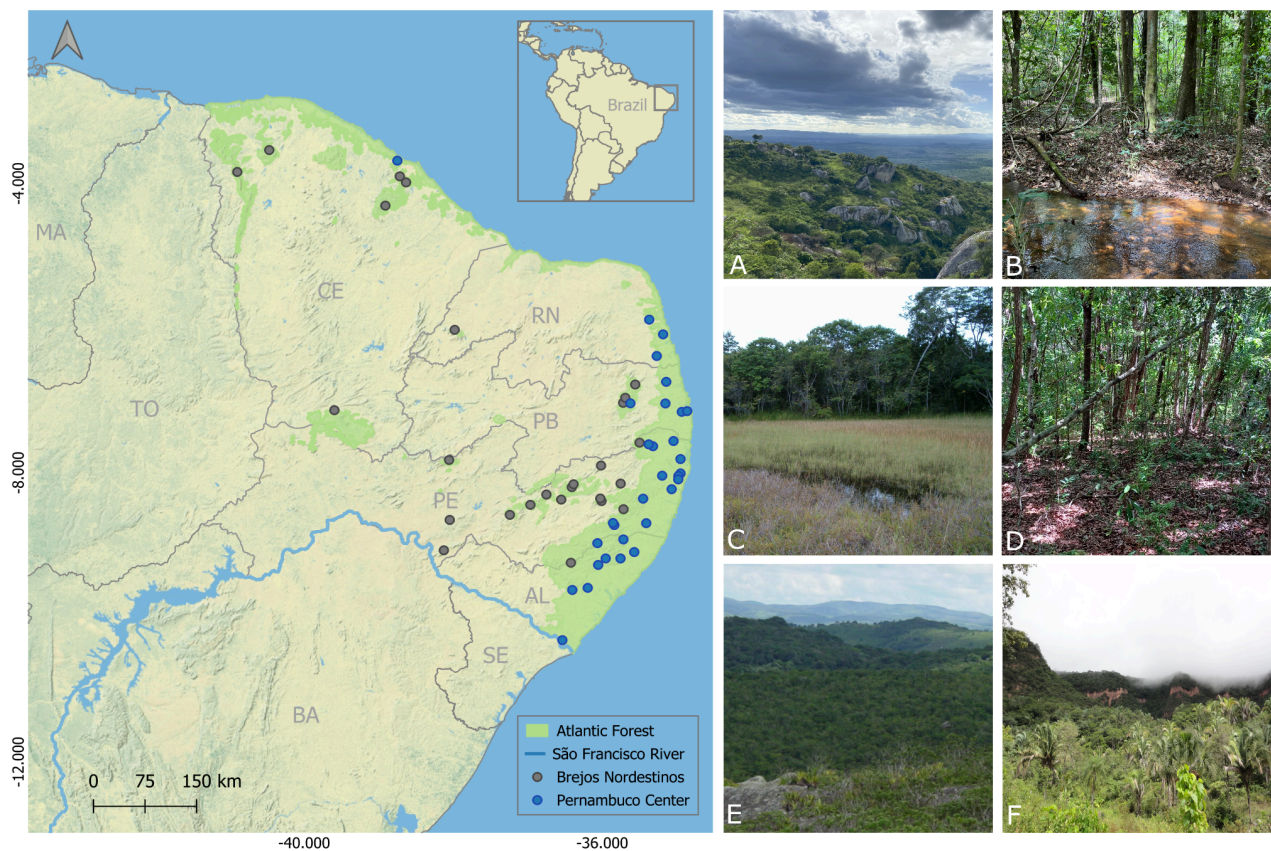 Brazil
MA
CE
RN
TO
PB
PE
AL
SE
BA
-4.000
-8.000
-12.000
-40.000
-36.000
0 75 150 km
Atlantic Forest
São Francisco River
Brejos Nordestinos
Pernambuco Center
A
B
C
D
E
F